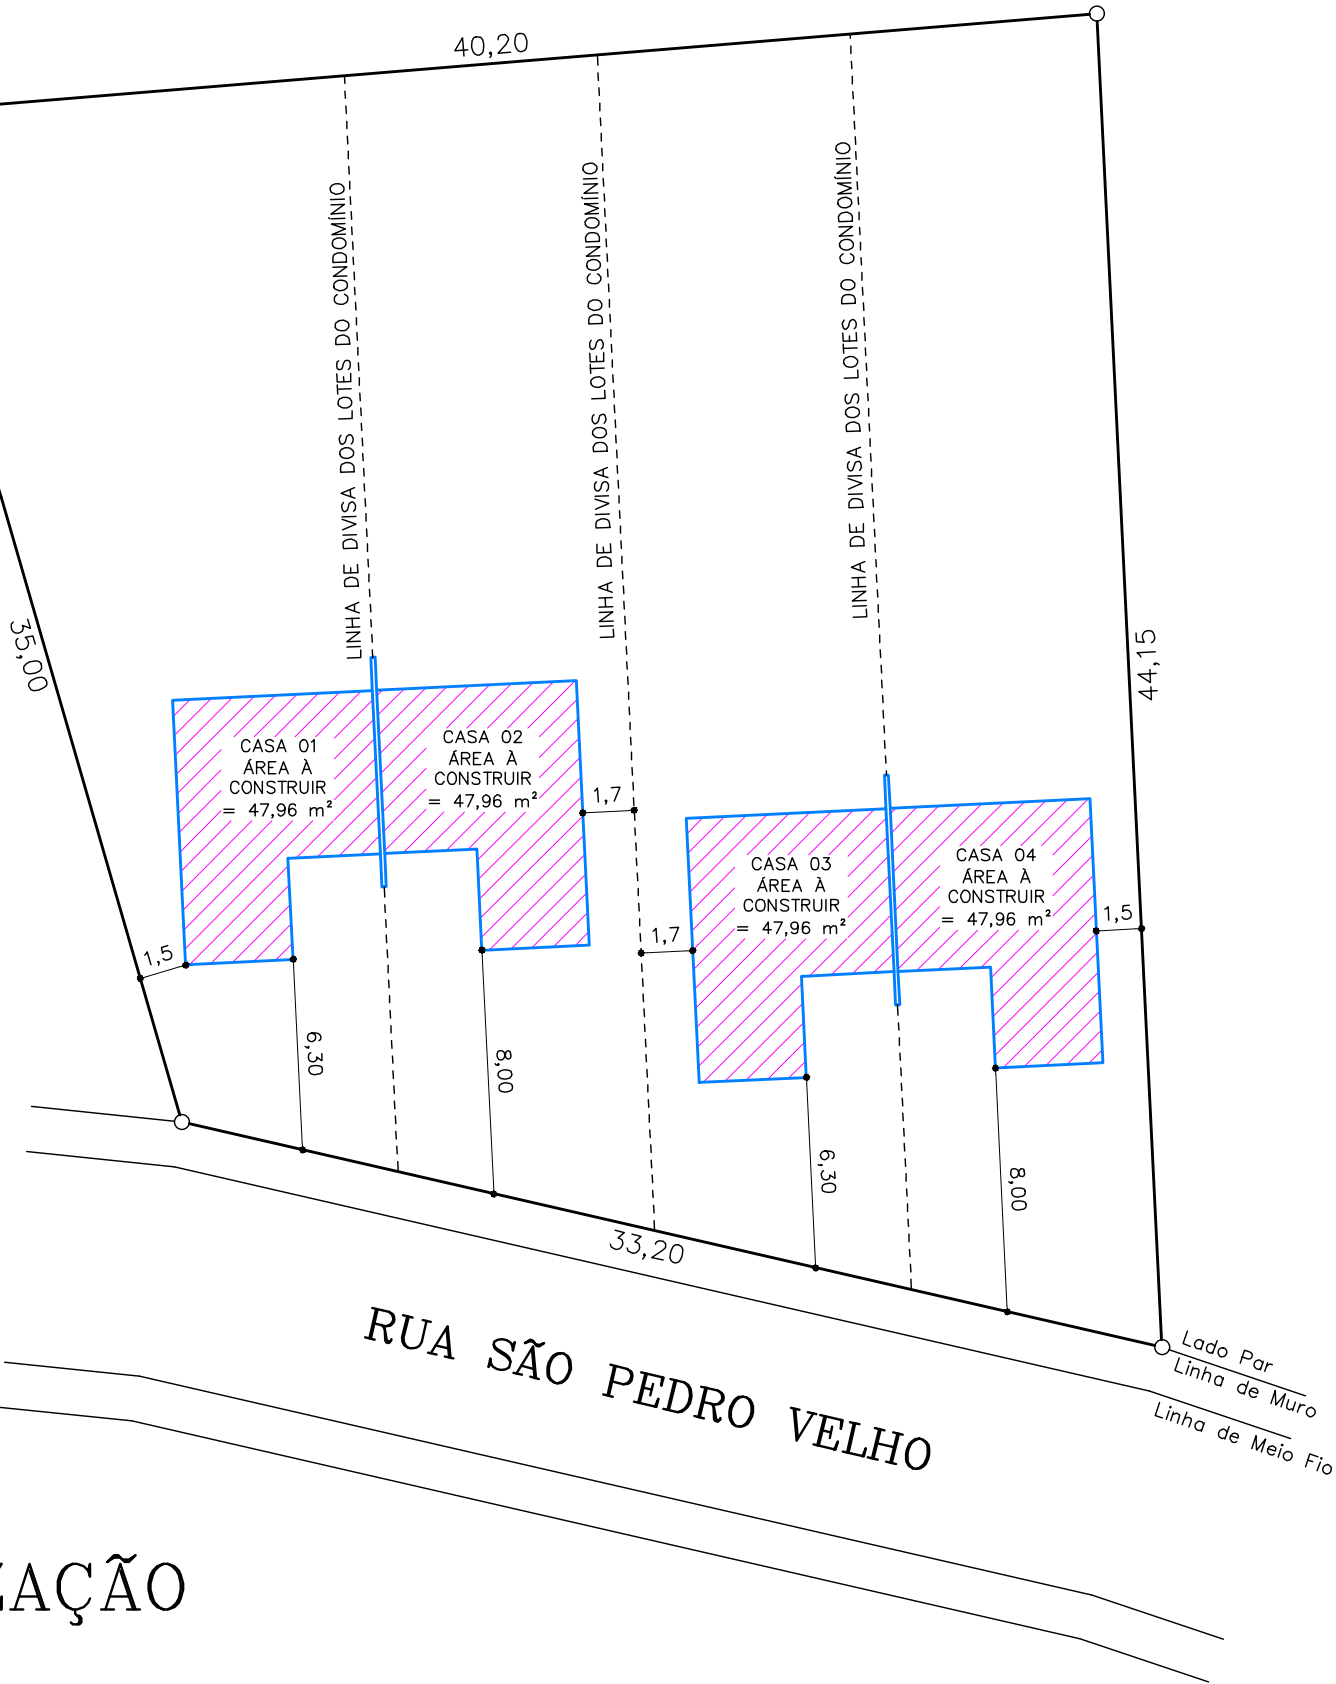 40,20
LINHA DE DIVISA DOS LOTES DO CONDOMÍNIO
LINHA DE DIVISA DOS LOTES DO CONDOMÍNIO
LINHA DE DIVISA DOS LOTES DO CONDOMÍNIO
35,00
44,15
CASA 01
ÁREA À
CONSTRUIR
= 47,96 m²
CASA 02
ÁREA À
CONSTRUIR
= 47,96 m²
1,7
CASA 03
ÁREA À
CONSTRUIR
= 47,96 m²
CASA 04
ÁREA À
CONSTRUIR
= 47,96 m²
1,5
1,7
1,5
6,30
8,00
6,30
8,00
33,20
RUA SÃO PEDRO VELHO
Lado Par
Linha de Muro
Linha de Meio Fio
ZAÇÃO